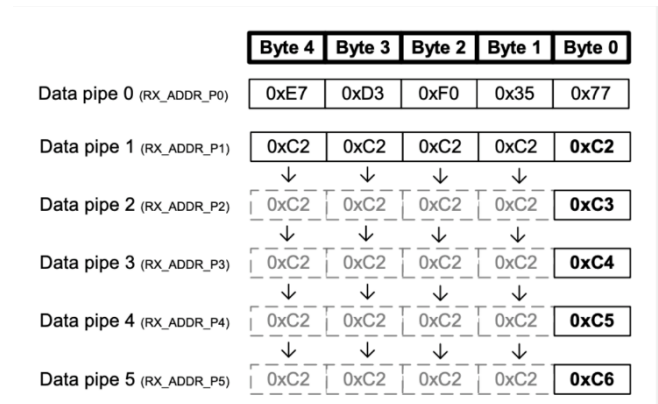 Byte 4 Byte 3 Byte 2 Byte 1 Byte 0
Data pipe 0 (RX_ADDR_P0) 0xE7 0xD3 0xF0 0x35 0x77
Data pipe 1 (RX_ADDR_P1) 0xC2 0xC2 0xC2 0xC2 0xC2
Data pipe 2 (RX_ADDR_P2) 0xC2 0xC2 0xC2 0xC2 0xC3
Data pipe 3 (RX_ADDR_P3) 0xC2 0xC2 0xC2 0xC2 0xC4
Data pipe 4 (RX_ADDR_P4) 0xC2 0xC2 0xC2 0xC2 0xC5
Data pipe 5 (RX_ADDR_P5) 0xC2 0xC2 0xC2 0xC2 0xC6